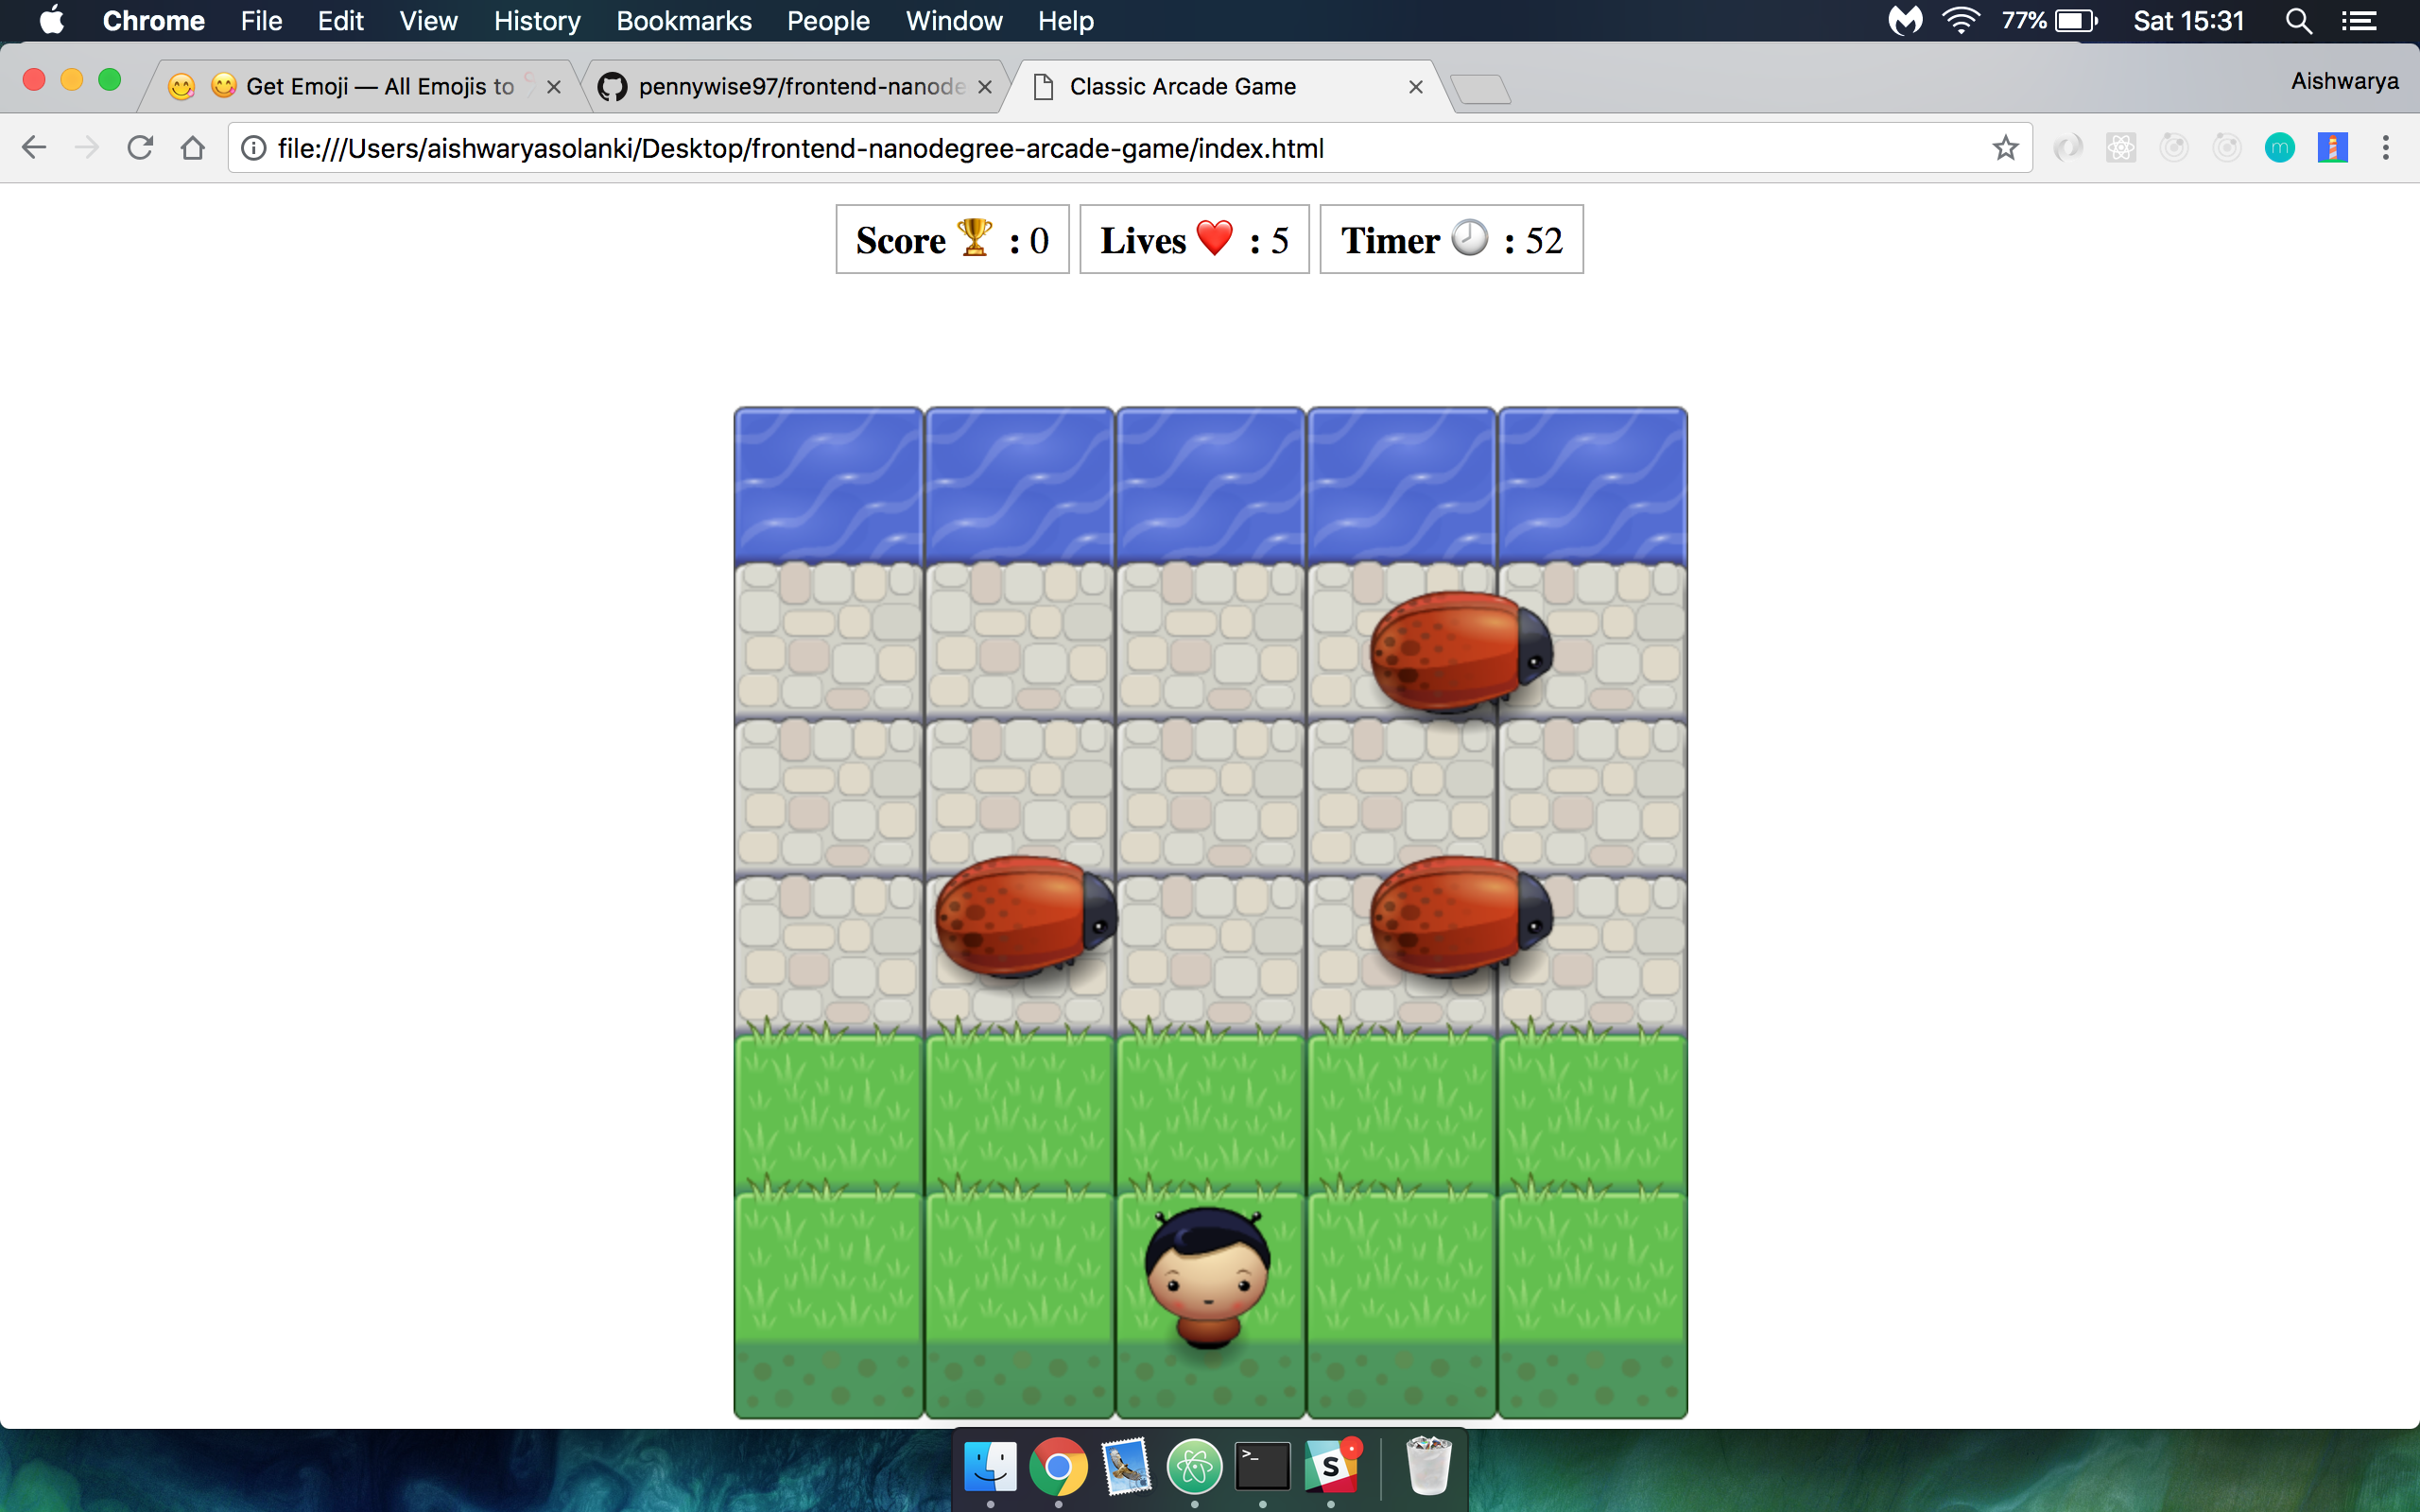 Chrome File Edit View History Bookmarks People Window Help 77% Sat 15:31
😋 Get Emoji — All Emojis to pennywise97/frontend-nanode Classic Arcade Game Aishwarya
file:///Users/aishwaryasolanki/Desktop/frontend-nanodegree-arcade-game/index.html m
Score 🏆 : 0 Lives ❤️ : 5 Timer 🕗 : 52
>_ S